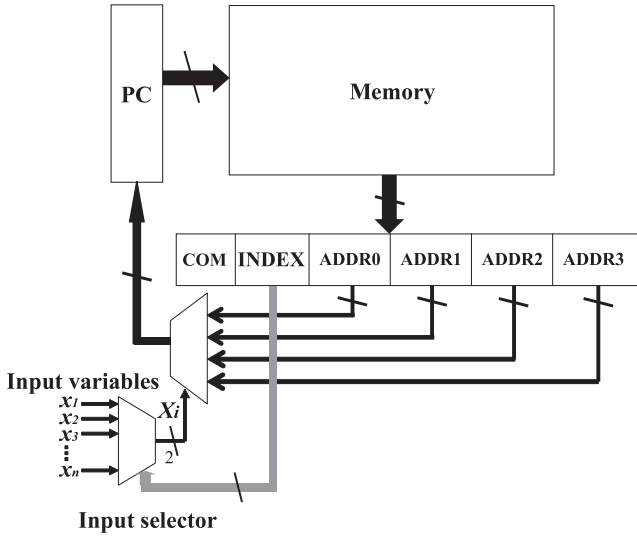 PC
Memory
COM INDEX ADDR0 ADDR1 ADDR2 ADDR3
Input variables
x1
x2
x3
xn
Xi
2
Input selector